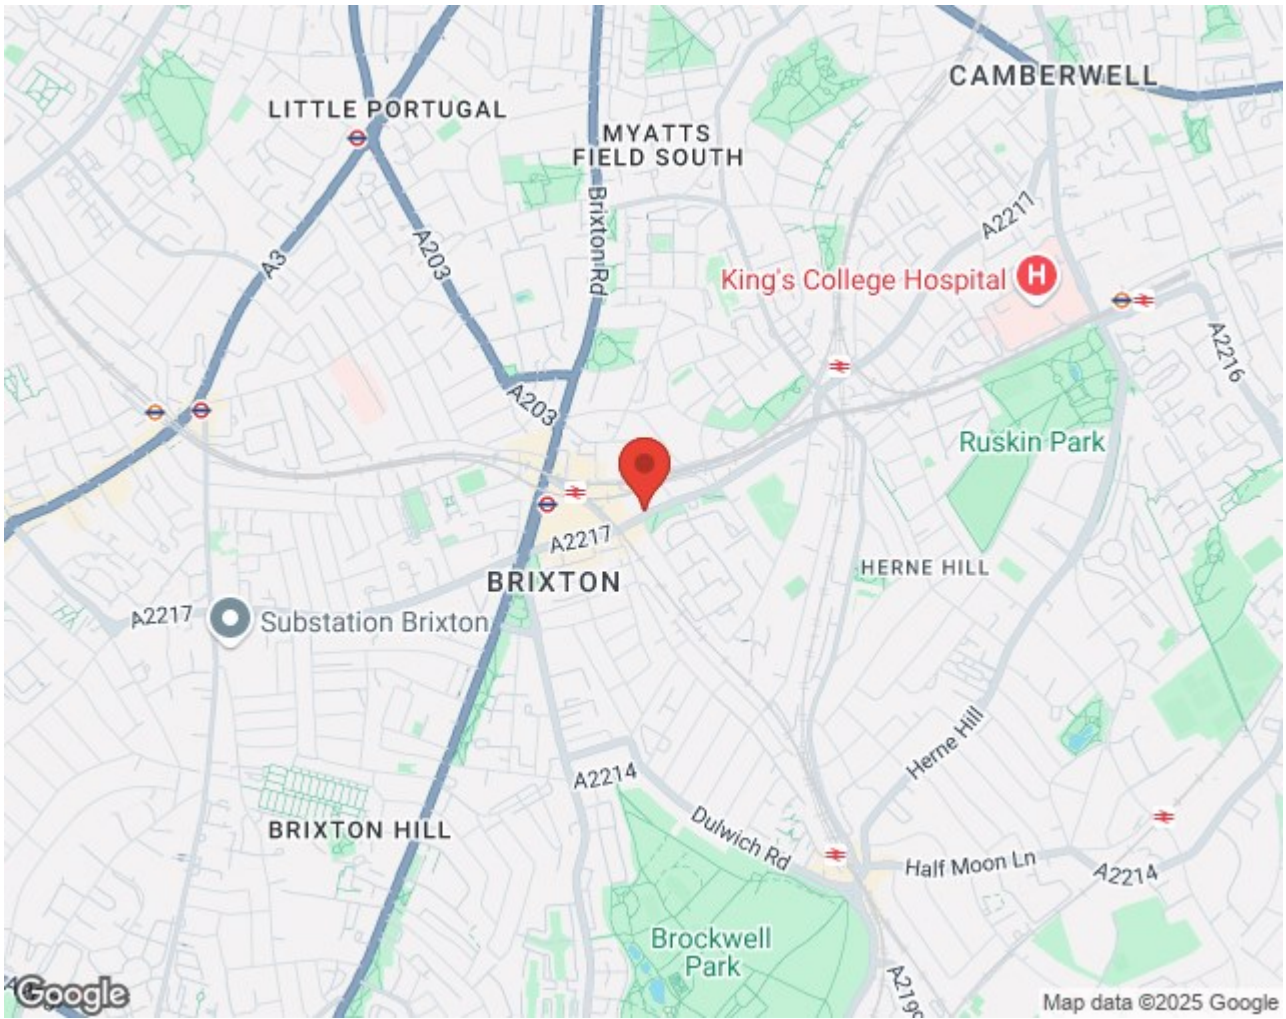 CAMBERWELL
LITTLE PORTUGAL
MYATTS
FIELD SOUTH
Brixton Rd
A2217
A3
A203
King's College Hospital
H
A2216
A203
Ruskin Park
A2217
HERNE HILL
BRIXTON
A2217
Substation Brixton
Herne Hill
A2214
Dulwich Rd
BRIXTON HILL
Half Moon Ln
A2214
Brockwell
Park
A2199
Google
Map data ©2025 Google